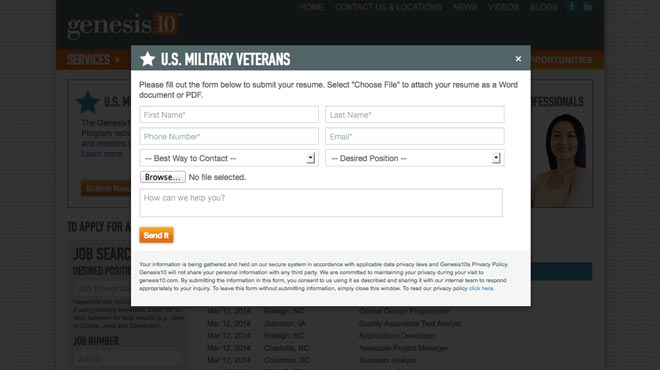 HOME CONTACT US & LOCATIONS NEWS VIDEOS BLOGS f in
genesis10
SERVICES
OPPORTUNITIES
U.S. MILITARY VETERANS ×
Please fill out the form below to submit your resume. Select "Choose File" to attach your resume as a Word
document or PDF.
First Name* Last Name*
Phone Number* Email*
-- Best Way to Contact -- -- Desired Position --
Browse... No file selected.
How can we help you?
Send It
Your information is being gathered and held on our secure system in accordance with applicable data privacy laws and Genesis10s Privacy Policy.
Genesis10 will not share your personal information with any third party. We are committed to maintaining your privacy during your visit to
genesis10.com. By submitting the information in this form, you consent to us using it as described and sharing it with our internal team to respond
appropriately to your inquiry. To leave this form without submitting information, simply close this window. To read our privacy policy click here.
U.S. M
The Genesi
Program recru
and mentors
Learn more
Submit Res
TO APPLY FOR A
JOB SEARC
DESIRED POSIT
Job Title or
Keywords can inclu
If using multiple keywords, insert "or"
"and" between for best results (e.g. Java
or Oracle, Java and Developer)
JOB NUMBER
Job ID
Mar 12, 2014 Raleigh, NC Optical Design Programmer
Mar 12, 2014 Johnston, IA Quality Assurance Test Analyst
Mar 12, 2014 Raleigh, NC Applications Developer
Mar 12, 2014 Charlotte, NC Associate Project Manager
Mar 12, 2014 Columbia, SC Business Analyst